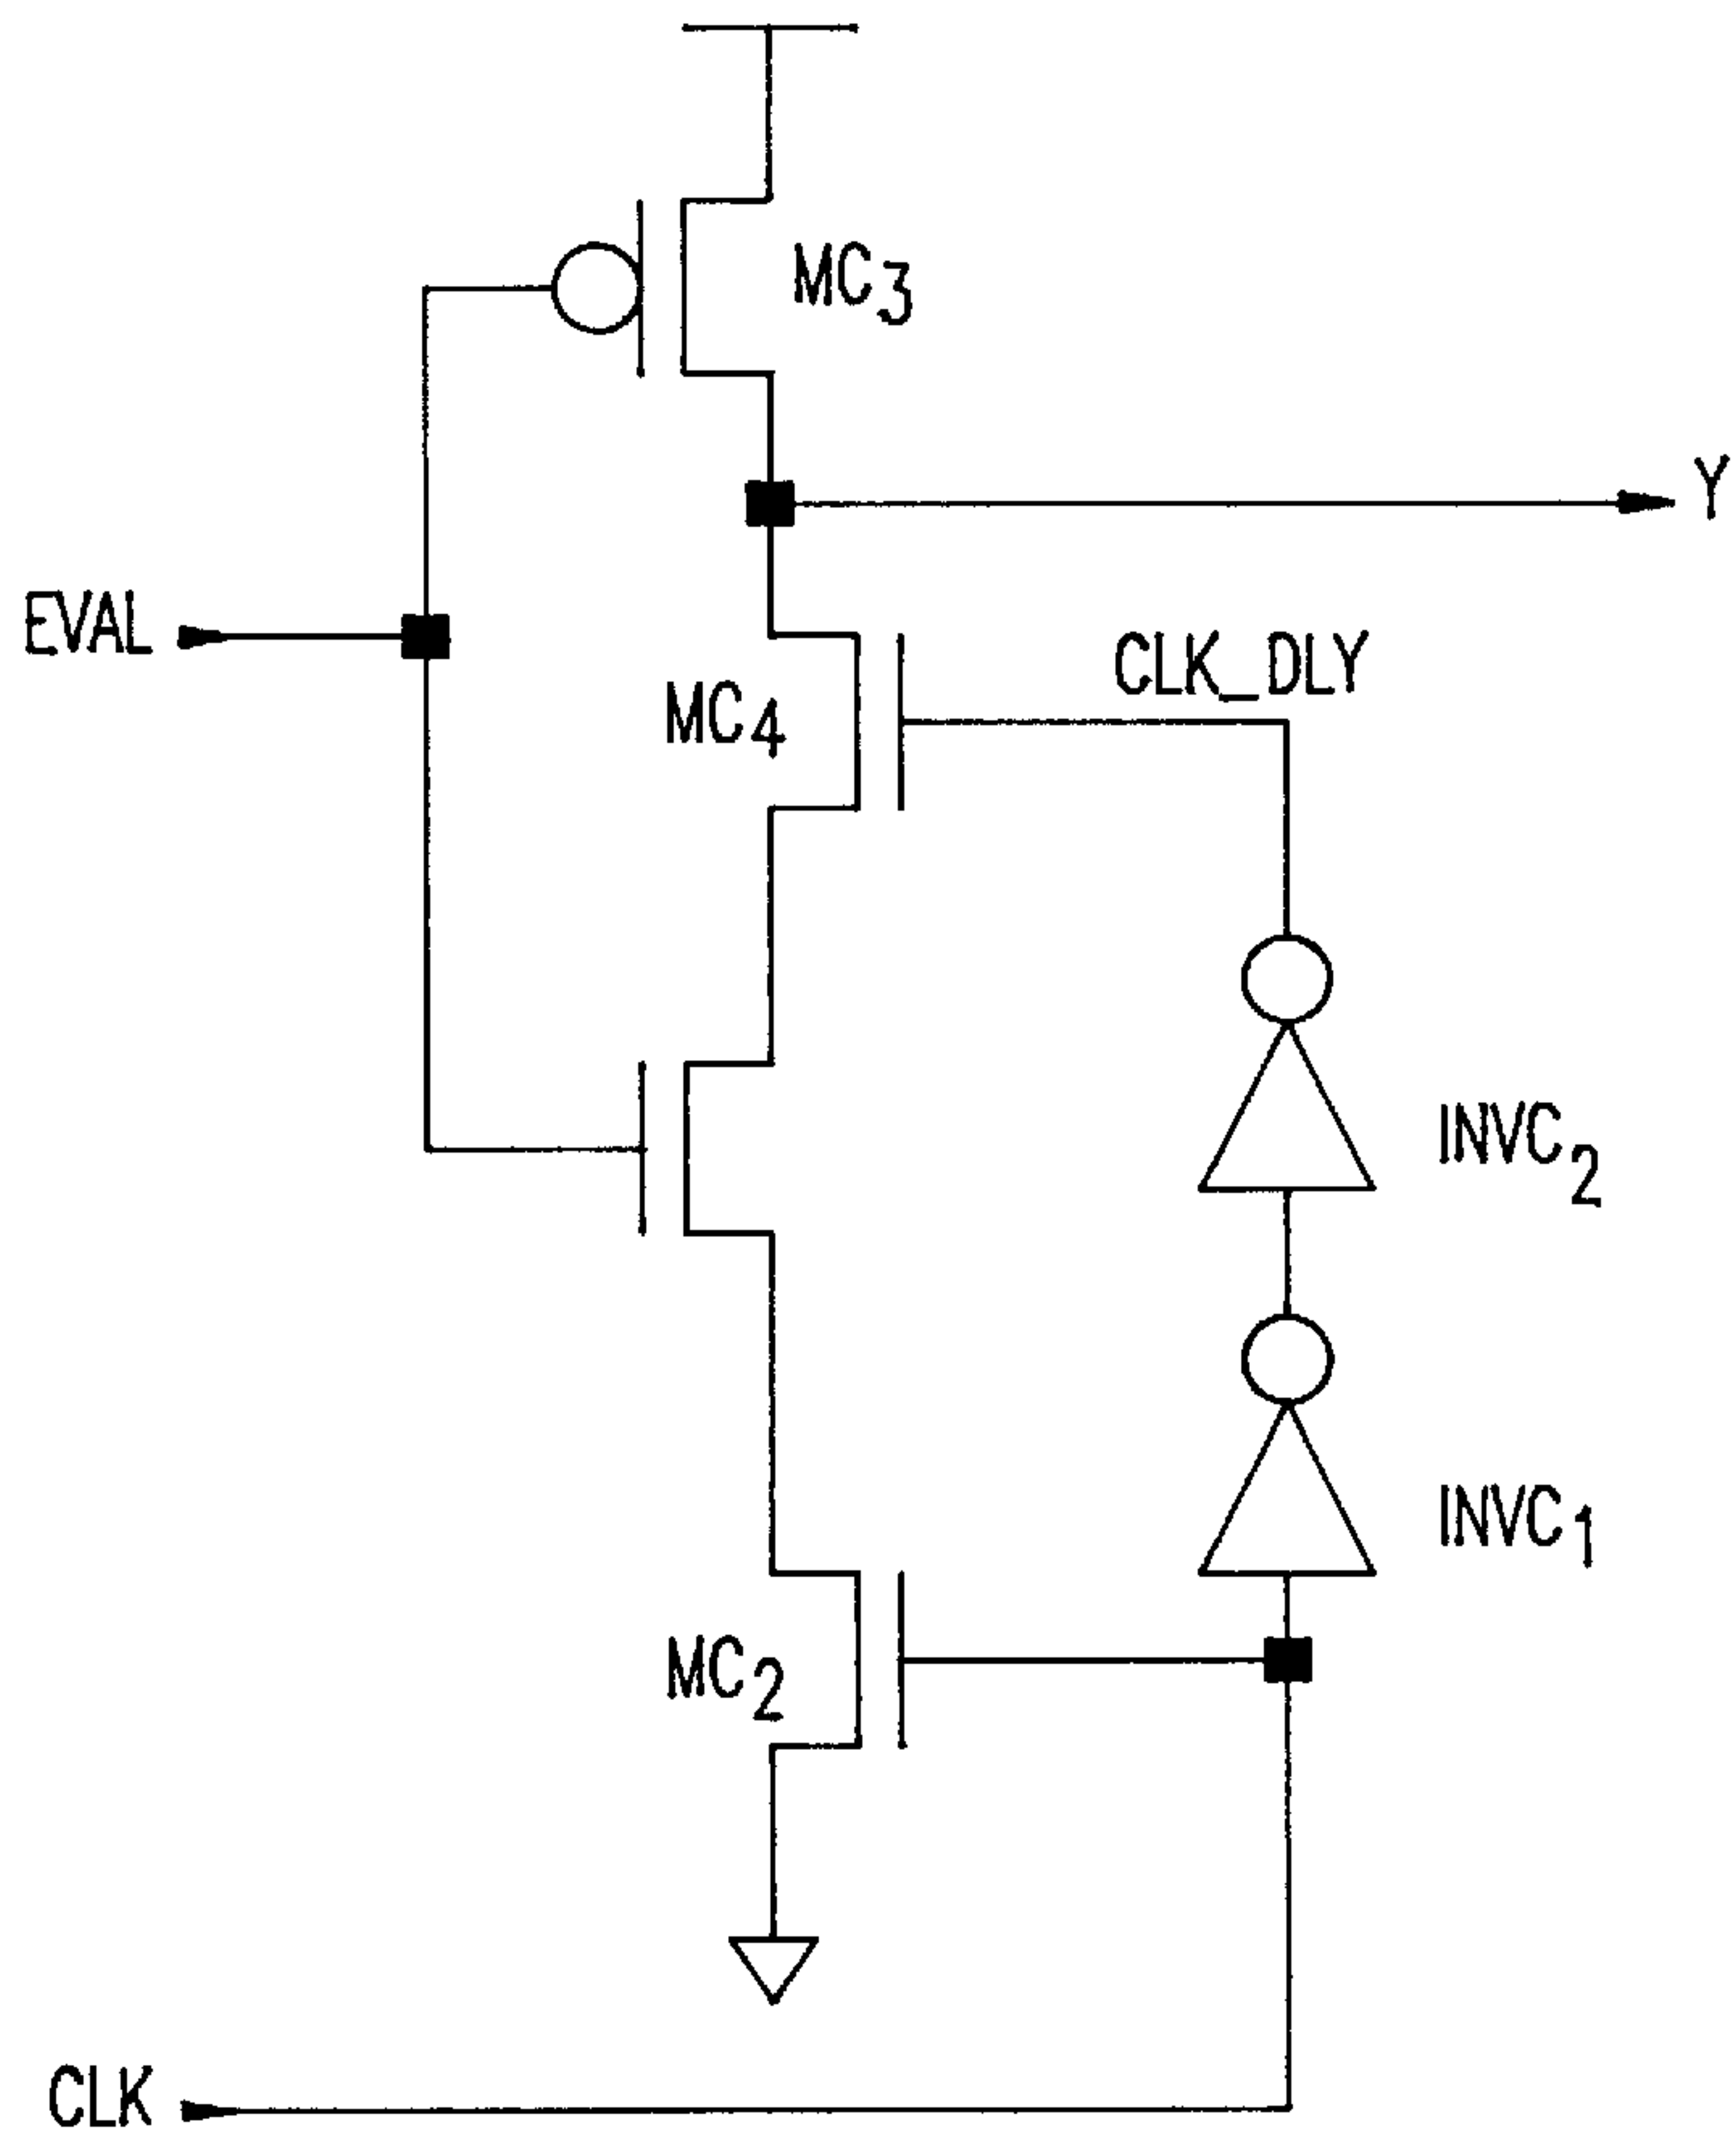 MC3
Y
EVAL
CLK_DLY
MC4
INVC2
INVC1
MC2
CLK